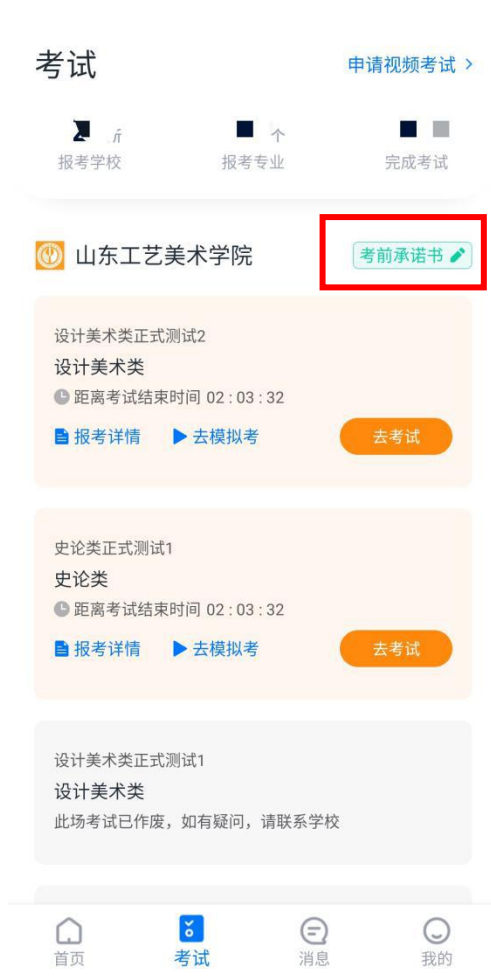 考试
申请视频考试 >
个
报考学校
报考专业
完成考试
山东工艺美术学院
考前承诺书
设计美术类正式测试2
设计美术类
距离考试结束时间 02 : 03 : 32
报考详情
去模拟考
去考试
史论类正式测试1
史论类
距离考试结束时间 02 : 03 : 32
报考详情
去模拟考
去考试
设计美术类正式测试1
设计美术类
此场考试已作废，如有疑问，请联系学校
首页
考试
消息
我的